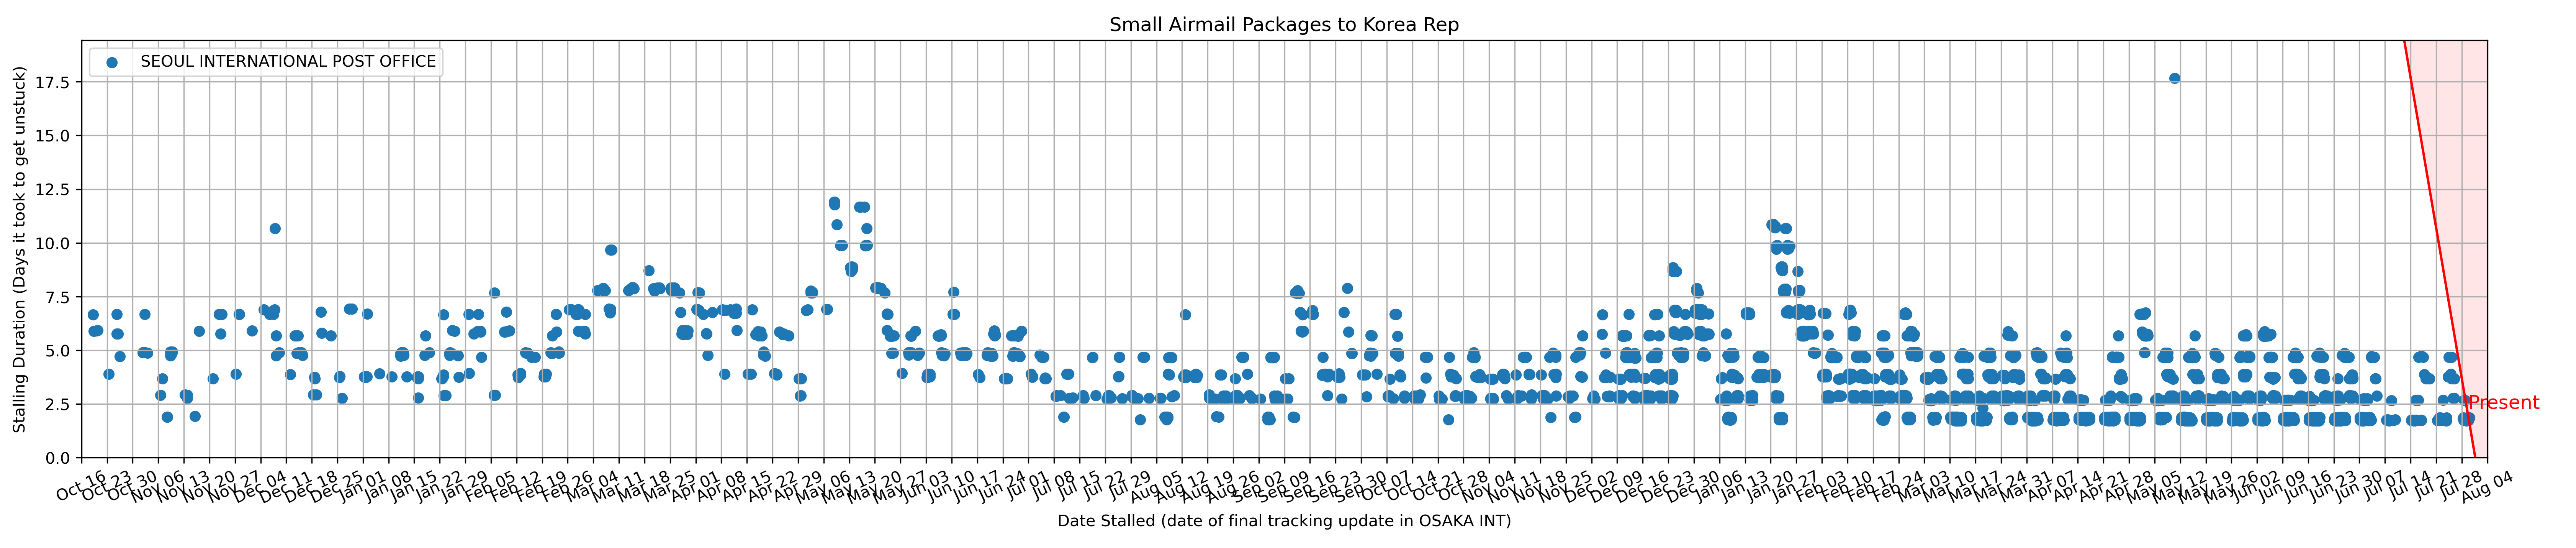 Small Airmail Packages to Korea Rep
SEOUL INTERNATIONAL POST OFFICE
Stalling Duration (Days it took to get unstuck)
17.5
15.0
12.5
10.0
7.5
5.0
2.5
0.0
Present
Oct 16 Oct 23 Oct 30 Nov 06 Nov 13 Nov 20 Nov 27 Dec 04 Dec 11 Dec 18 Dec 25 Jan 01 Jan 08 Jan 15 Jan 22 Jan 29 Feb 05 Feb 12 Feb 19 Feb 26 Mar 04 Mar 11 Mar 18 Mar 25 Apr 01 Apr 08 Apr 15 Apr 22 Apr 29 May 06 May 13 May 20 May 27 Jun 03 Jun 10 Jun 17 Jun 24 Jul 01 Jul 08 Jul 15 Jul 22 Jul 29 Aug 05 Aug 12 Aug 19 Aug 26 Sep 02 Sep 09 Sep 16 Sep 23 Sep 30 Oct 07 Oct 14 Oct 21 Oct 28 Nov 04 Nov 11 Nov 18 Nov 25 Dec 02 Dec 09 Dec 16 Dec 23 Dec 30 Jan 06 Jan 13 Jan 20 Jan 27 Feb 03 Feb 10 Feb 17 Feb 24 Mar 03 Mar 10 Mar 17 Mar 24 Mar 31 Apr 07 Apr 14 Apr 21 Apr 28 May 05 May 12 May 19 May 26 Jun 02 Jun 09 Jun 16 Jun 23 Jun 30 Jul 07 Jul 14 Jul 21 Jul 28 Aug 04
Date Stalled (date of final tracking update in OSAKA INT)